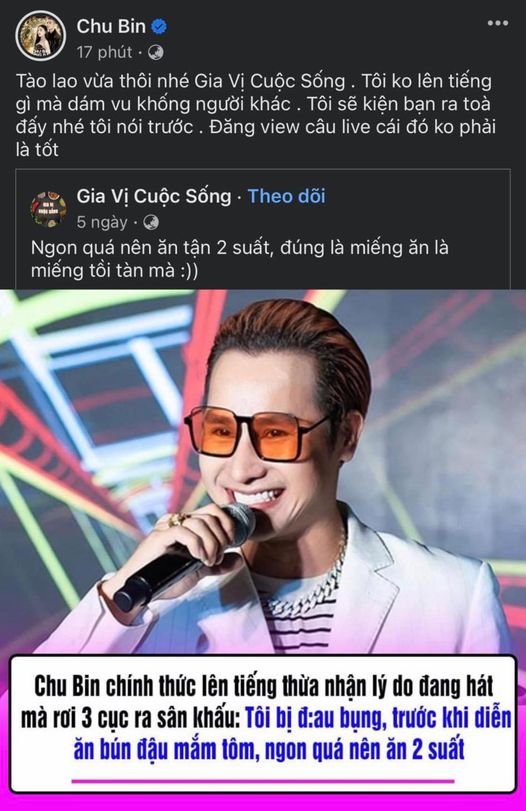 Chu Bin
17 phút ·
Tào lao vừa thôi nhé Gia Vị Cuộc Sống . Tôi ko lên tiếng
gì mà dám vu khống người khác . Tôi sẽ kiện bạn ra toà
đấy nhé tôi nói trước . Đăng view câu live cái đó ko phải
là tốt
Gia Vị Cuộc Sống · Theo dõi
5 ngày ·
Ngon quá nên ăn tận 2 suất, đúng là miếng ăn là
miếng tồi tàn mà :))
Chu Bin chính thức lên tiếng thừa nhận lý do đang hát
mà rơi 3 cục ra sân khấu: Tôi bị đ:au bụng, trước khi diễn
ăn bún đậu mắm tôm, ngon quá nên ăn 2 suất